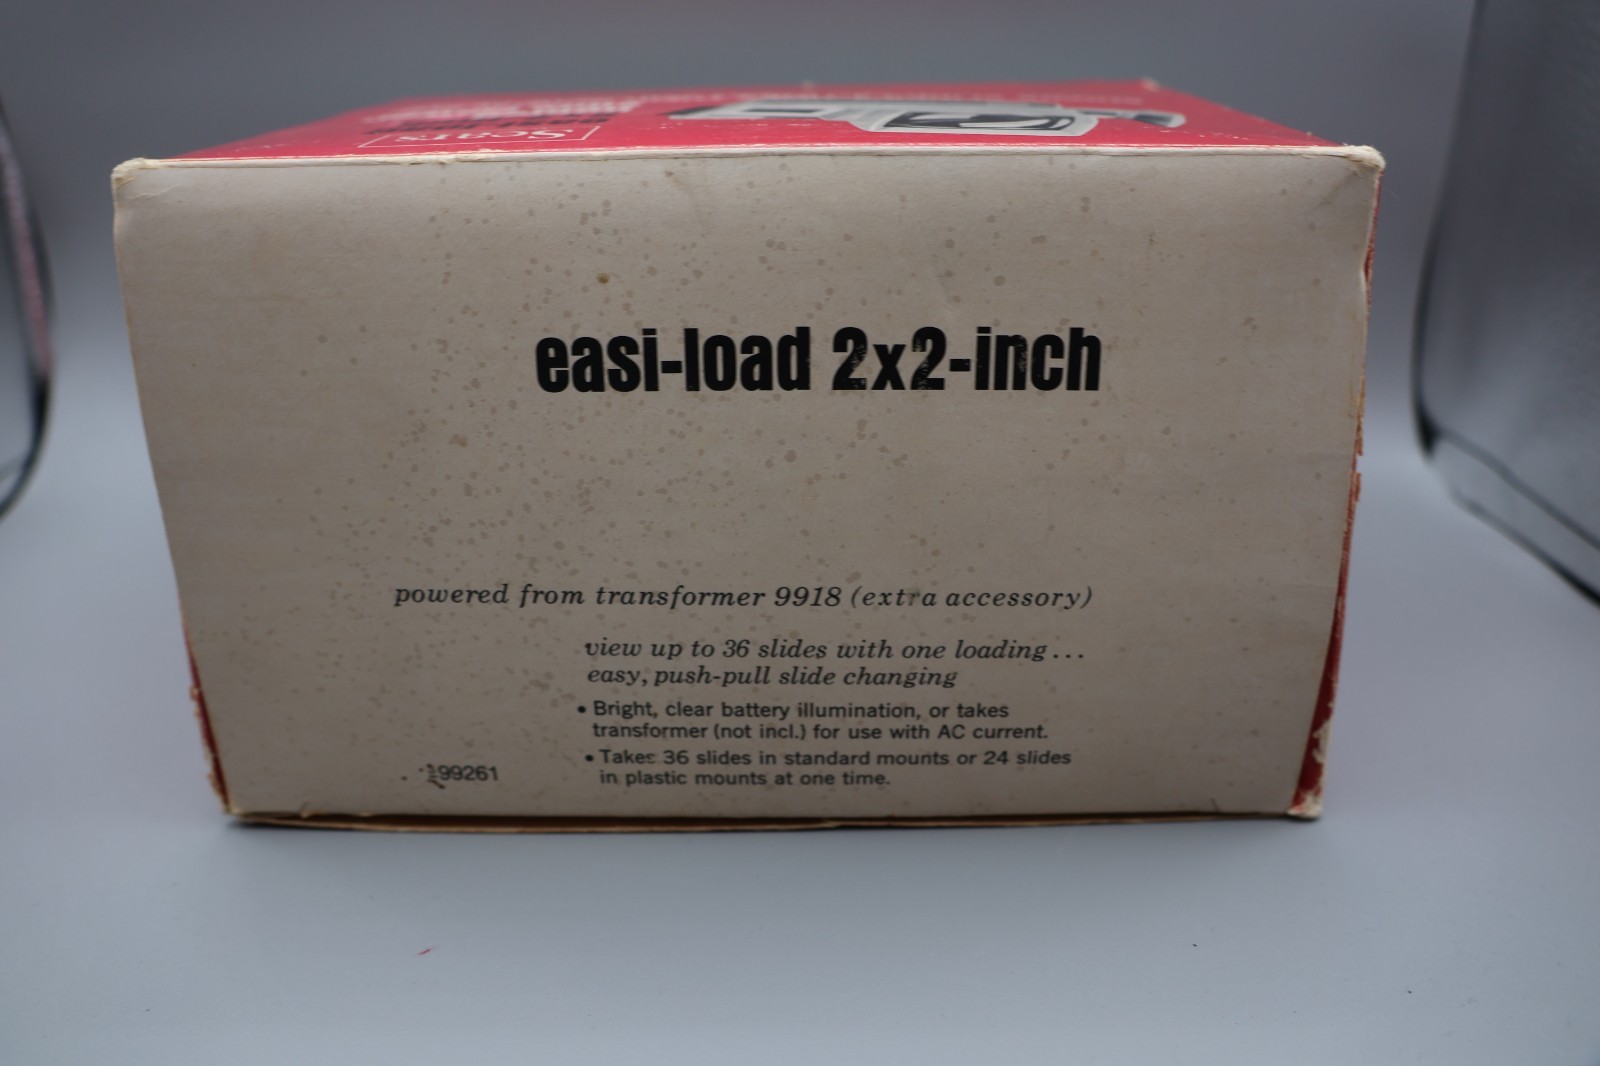 Sears
easi-load 2x2-inch
powered from transformer 9918 (extra accessory)
view up to 36 slides with one loading...
easy, push-pull slide changing
• Bright, clear battery illumination, or takes
transformer (not incl.) for use with AC current.
• Takes 36 slides in standard mounts or 24 slides
in plastic mounts at one time.
99261